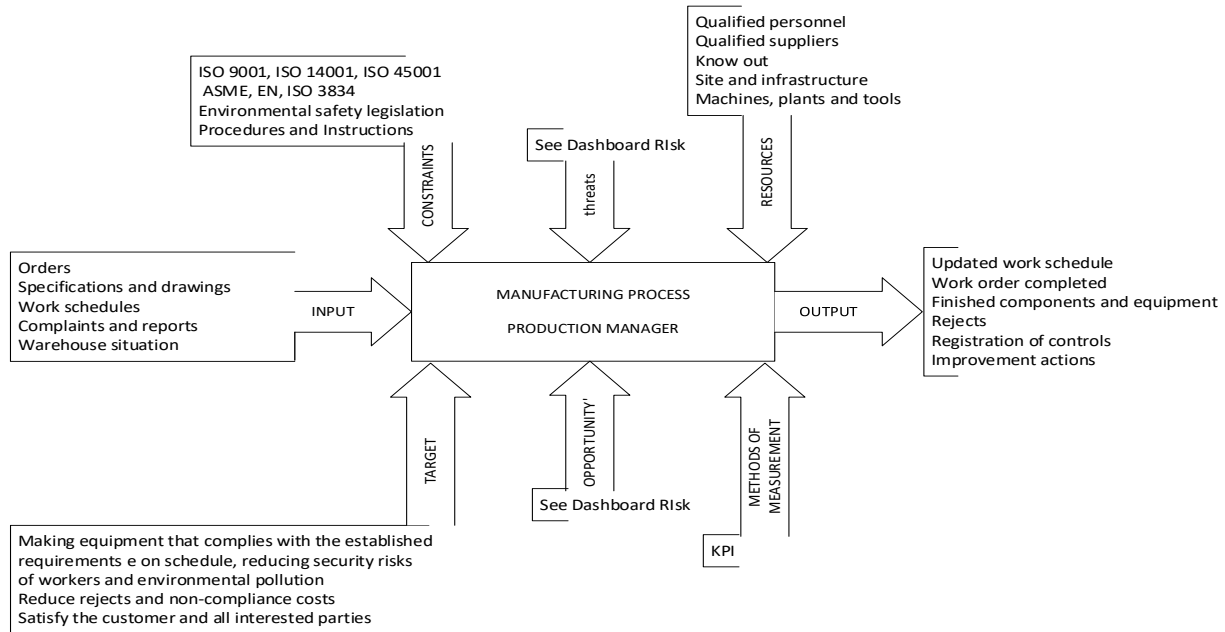 Qualified personnel
Qualified suppliers
Know out
Site and infrastructure
Machines, plants and tools
ISO 9001, ISO 14001, ISO 45001
ASME, EN, ISO 3834
Environmental safety legislation
Procedures and Instructions
See Dashboard RIsk
CONSTRAINTS
threats
RESOURCES
Orders
Specifications and drawings
Work schedules
Complaints and reports
Warehouse situation
INPUT
MANUFACTURING PROCESS
PRODUCTION MANAGER
OUTPUT
Updated work schedule
Work order completed
Finished components and equipment
Rejects
Registration of controls
Improvement actions
TARGET
OPPORTUNITY'
METHODS OF
MEASUREMENT
See Dashboard RIsk
KPI
Making equipment that complies with the established
requirements e on schedule, reducing security risks
of workers and environmental pollution
Reduce rejects and non-compliance costs
Satisfy the customer and all interested parties